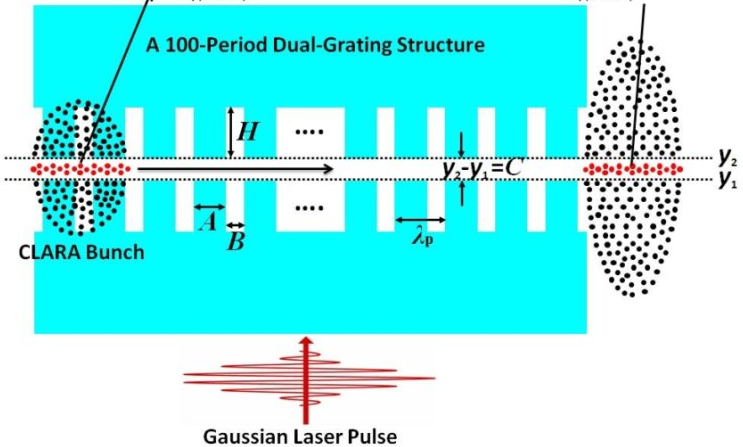 A 100-Period Dual-Grating Structure
H
....
y₂
y₂-y₁=C
y₁
A
B
....
λp
CLARA Bunch
Gaussian Laser Pulse